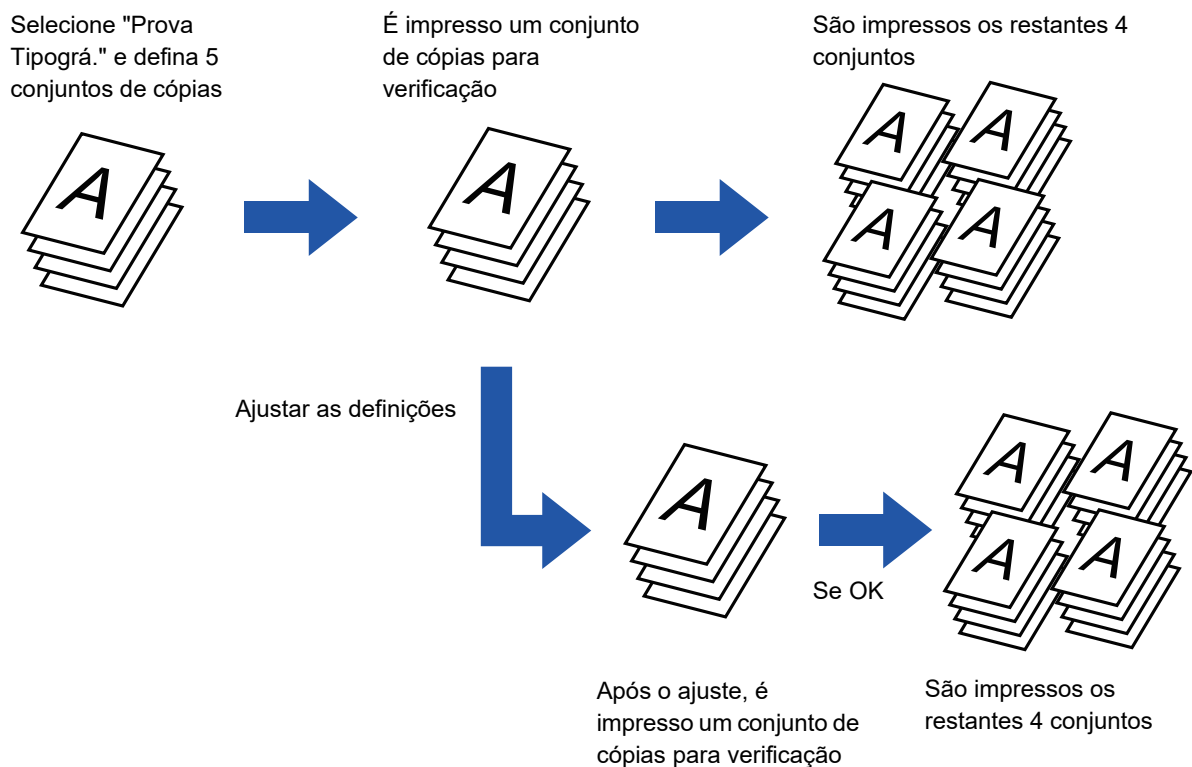 Selecione "Prova
Tipográ." e defina 5
conjuntos de cópias
É impresso um conjunto
de cópias para
verificação
São impressos os restantes 4
conjuntos
A
A
A
A
A
A
Ajustar as definições
A
Se OK
A
A
A
A
Após o ajuste, é
impresso um conjunto de
cópias para verificação
São impressos os
restantes 4 conjuntos